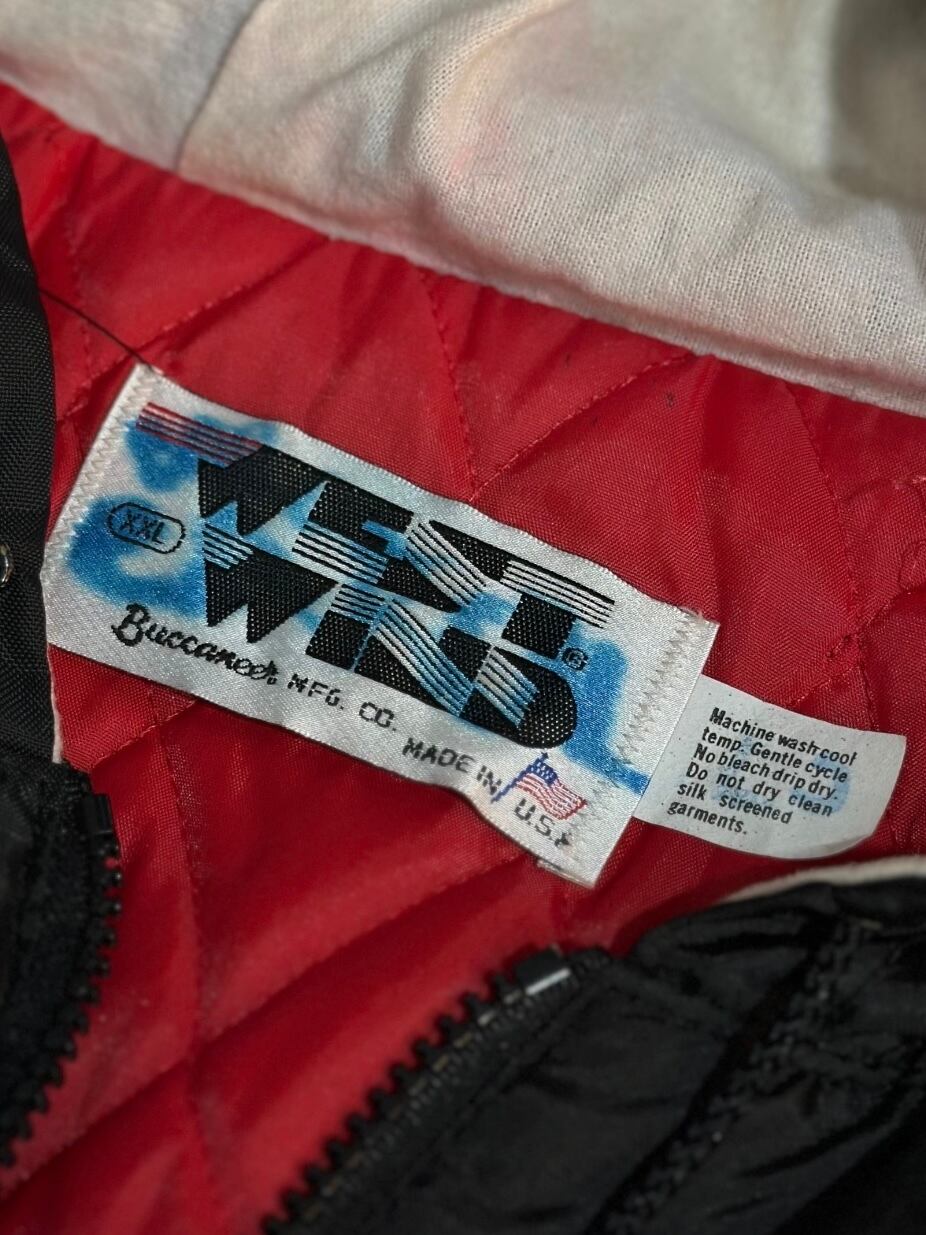 XXL
WEST
WIND®
Buccaneer MFG. CO.
MADE IN U.S.A
Machine wash cool
temp. Gentle cycle
No bleach drip dry.
Do not dry clean
silk screened
garments.